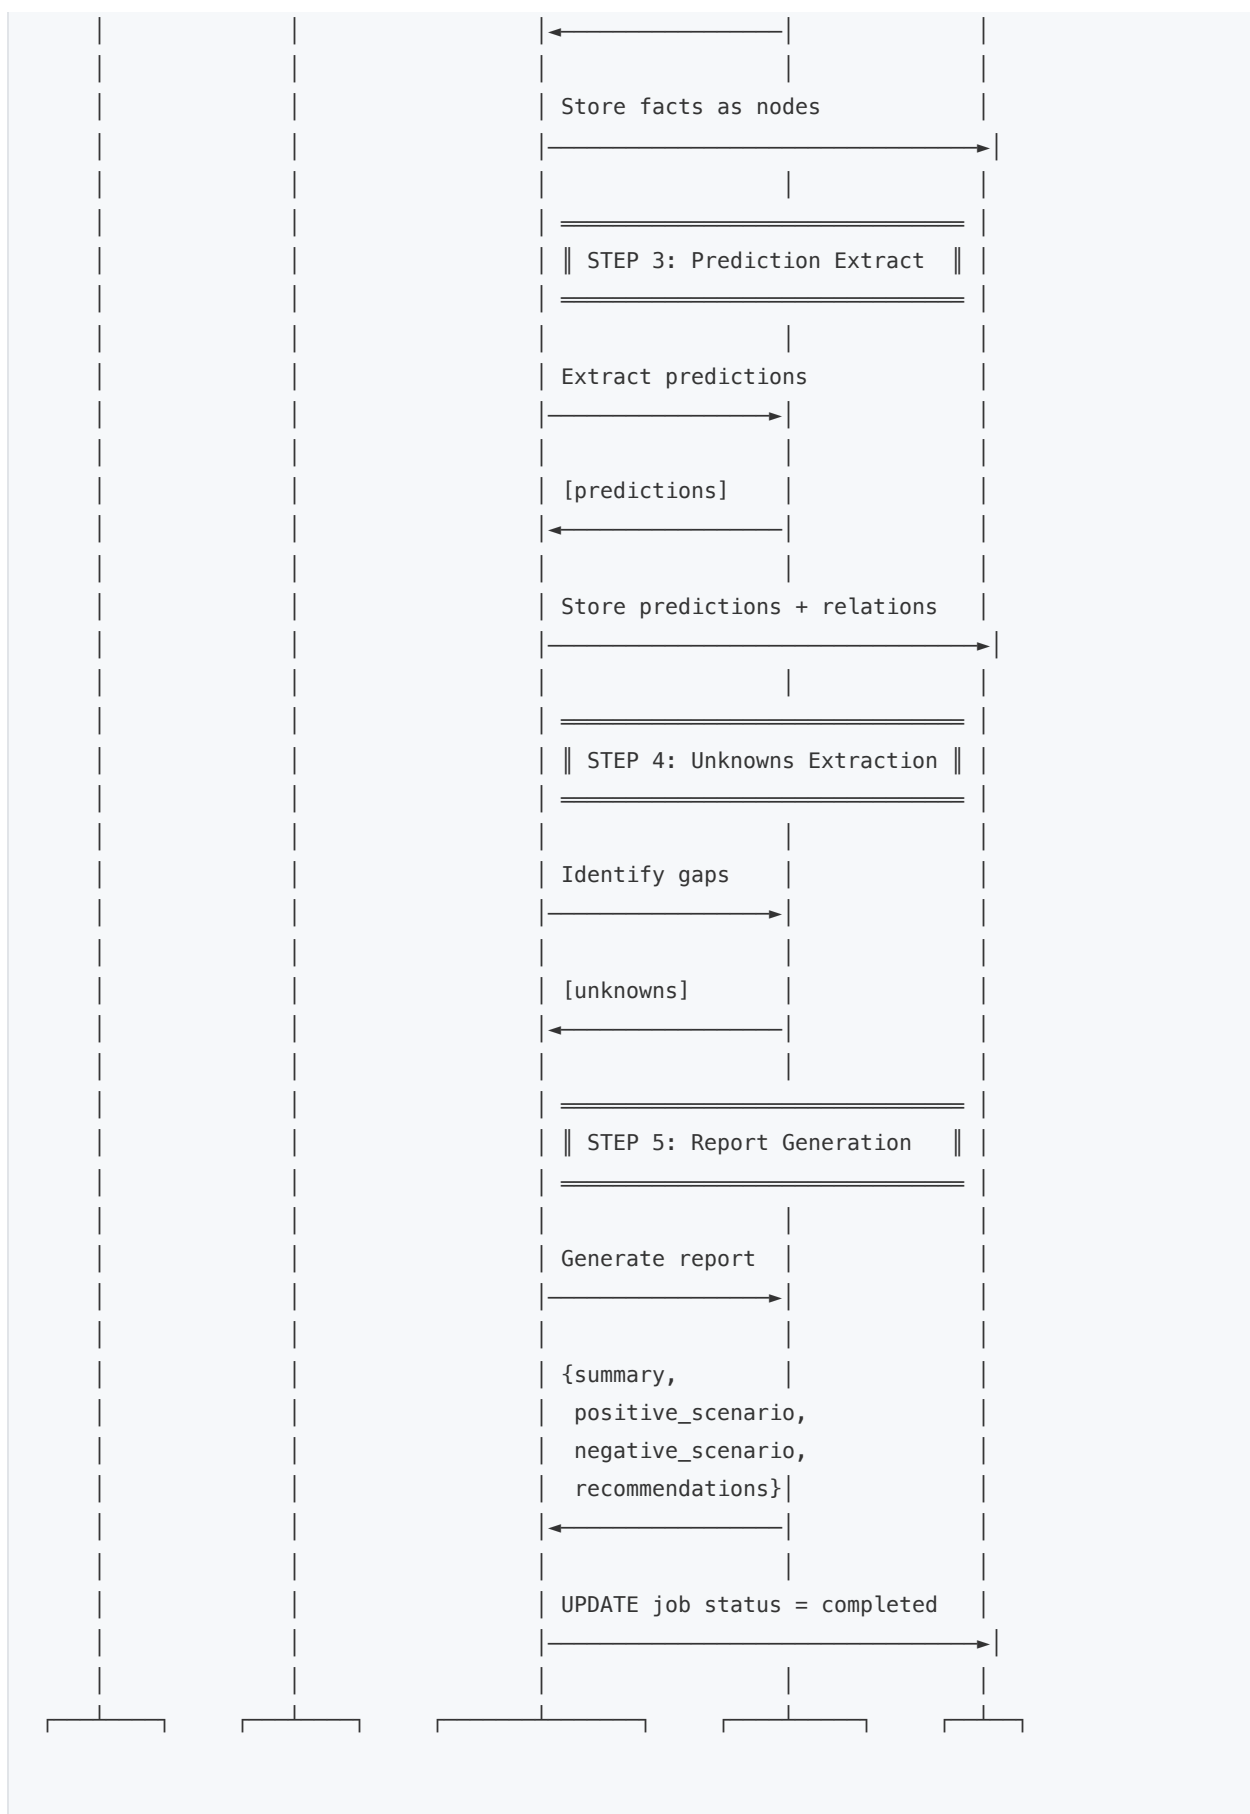 Store facts as nodes
STEP 3: Prediction Extract
Extract predictions
[predictions]
Store predictions + relations
STEP 4: Unknowns Extraction
Identify gaps
[unknowns]
STEP 5: Report Generation
Generate report
{summary,
positive_scenario,
negative_scenario,
recommendations}
UPDATE job status = completed